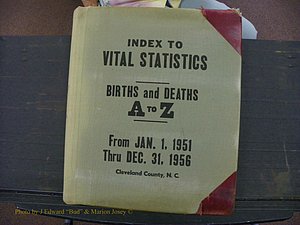 INDEX TO
VITAL STATISTICS
BIRTHS and DEATHS
A TO Z
From JAN. 1, 1951
Thru DEC. 31, 1956
Cleveland County, N. C.
Photo by J Edward "Bud" & Marion Josey ©